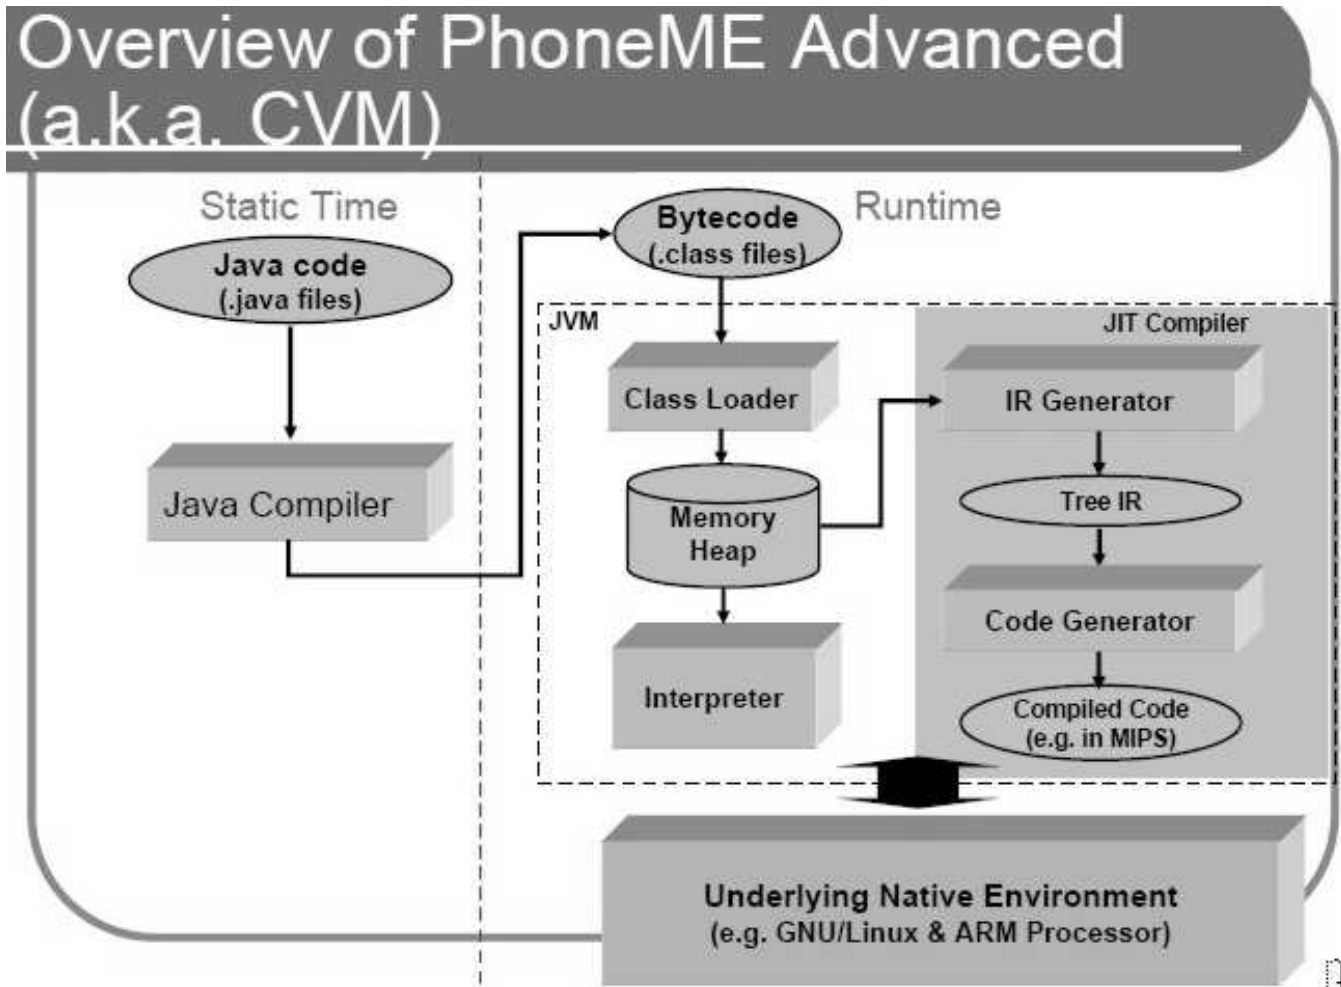 Overview of PhoneME Advanced
(a.k.a. CVM)
Static Time
Runtime
Java code
(.java files)
Java Compiler
Bytecode
(.class files)
JVM
Class Loader
Memory
Heap
Interpreter
JIT Compiler
IR Generator
Tree IR
Code Generator
Compiled Code
(e.g. in MIPS)
Underlying Native Environment
(e.g. GNU/Linux & ARM Processor)